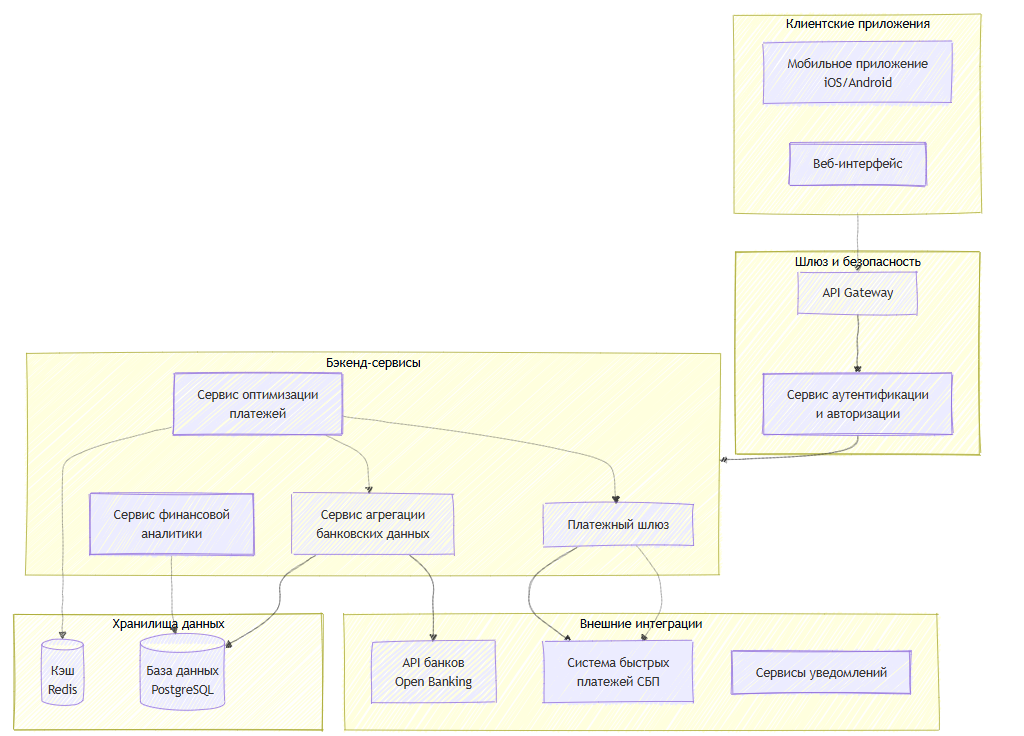 Клиентские приложения
Мобильное приложение
iOS/Android
Веб-интерфейс
Шлюз и безопасность
API Gateway
Сервис аутентификации
и авторизации
Бэкенд-сервисы
Сервис оптимизации
платежей
Сервис финансовой
аналитики
Сервис агрегации
банковских данных
Платежный шлюз
Хранилища данных
Кэш
Redis
База данных
PostgreSQL
Внешние интеграции
API банков
Open Banking
Система быстрых
платежей СБП
Сервисы уведомлений